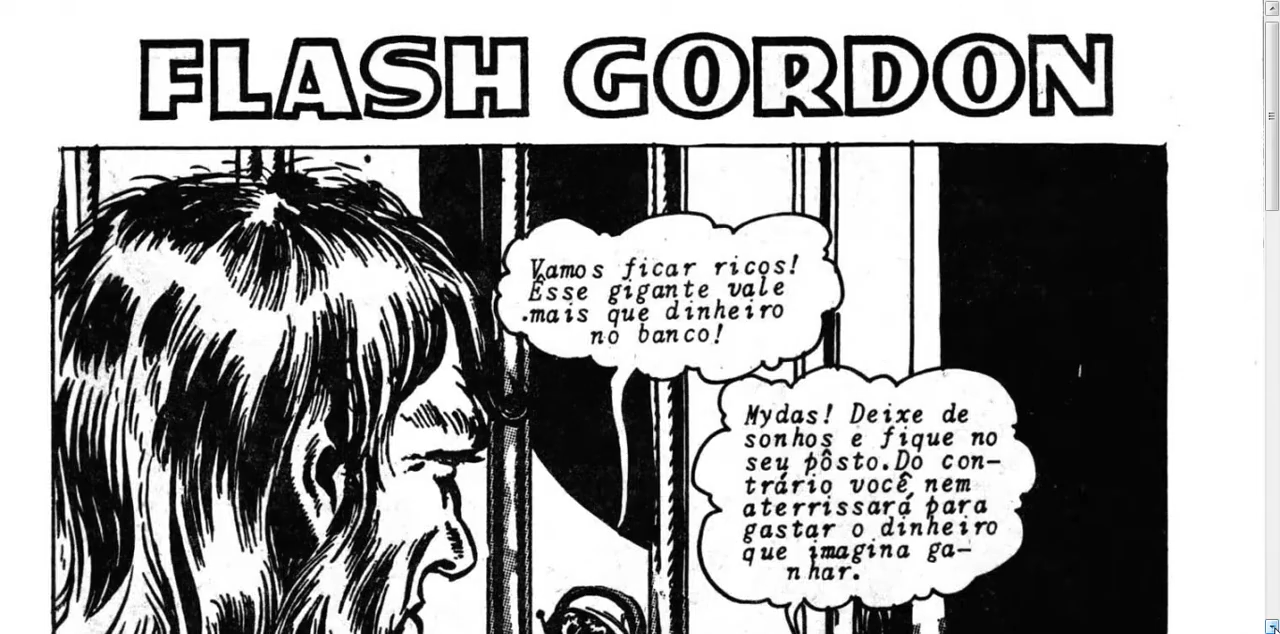 FLASH GORDON
Vamos ficar ricos!
Êsse gigante vale
mais que dinheiro
no banco!
Mydas! Deixe de
sonhos e fique no
seu pôsto. Do con-
trário você nem
aterrissará para
gastar o dinheiro
que imagina ga-
nhar.